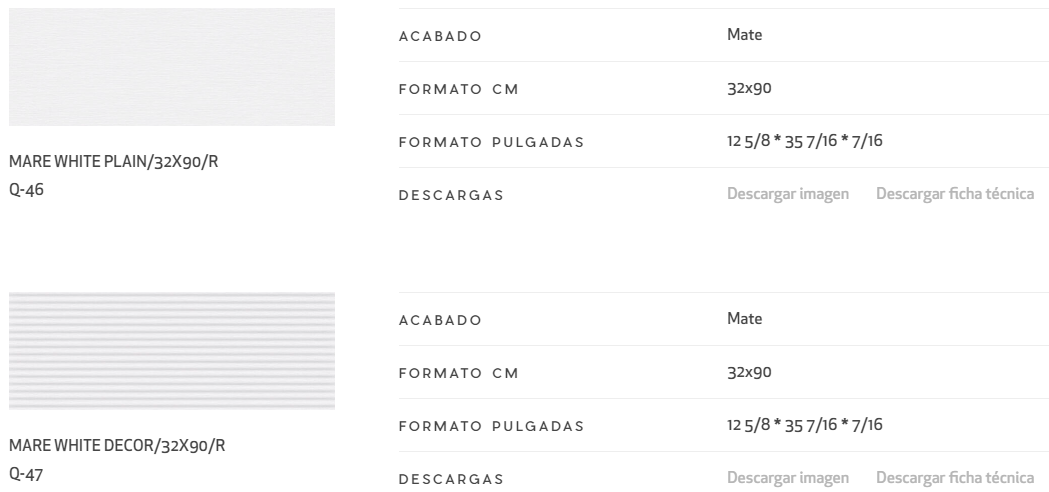 ACABADO Mate
FORMATO CM 32x90
FORMATO PULGADAS 12 5/8 * 35 7/16 * 7/16
DESCARGAS Descargar imagen Descargar ficha técnica
MARE WHITE PLAIN/32X90/R
Q-46
ACABADO Mate
FORMATO CM 32x90
FORMATO PULGADAS 12 5/8 * 35 7/16 * 7/16
DESCARGAS Descargar imagen Descargar ficha técnica
MARE WHITE DECOR/32X90/R
Q-47